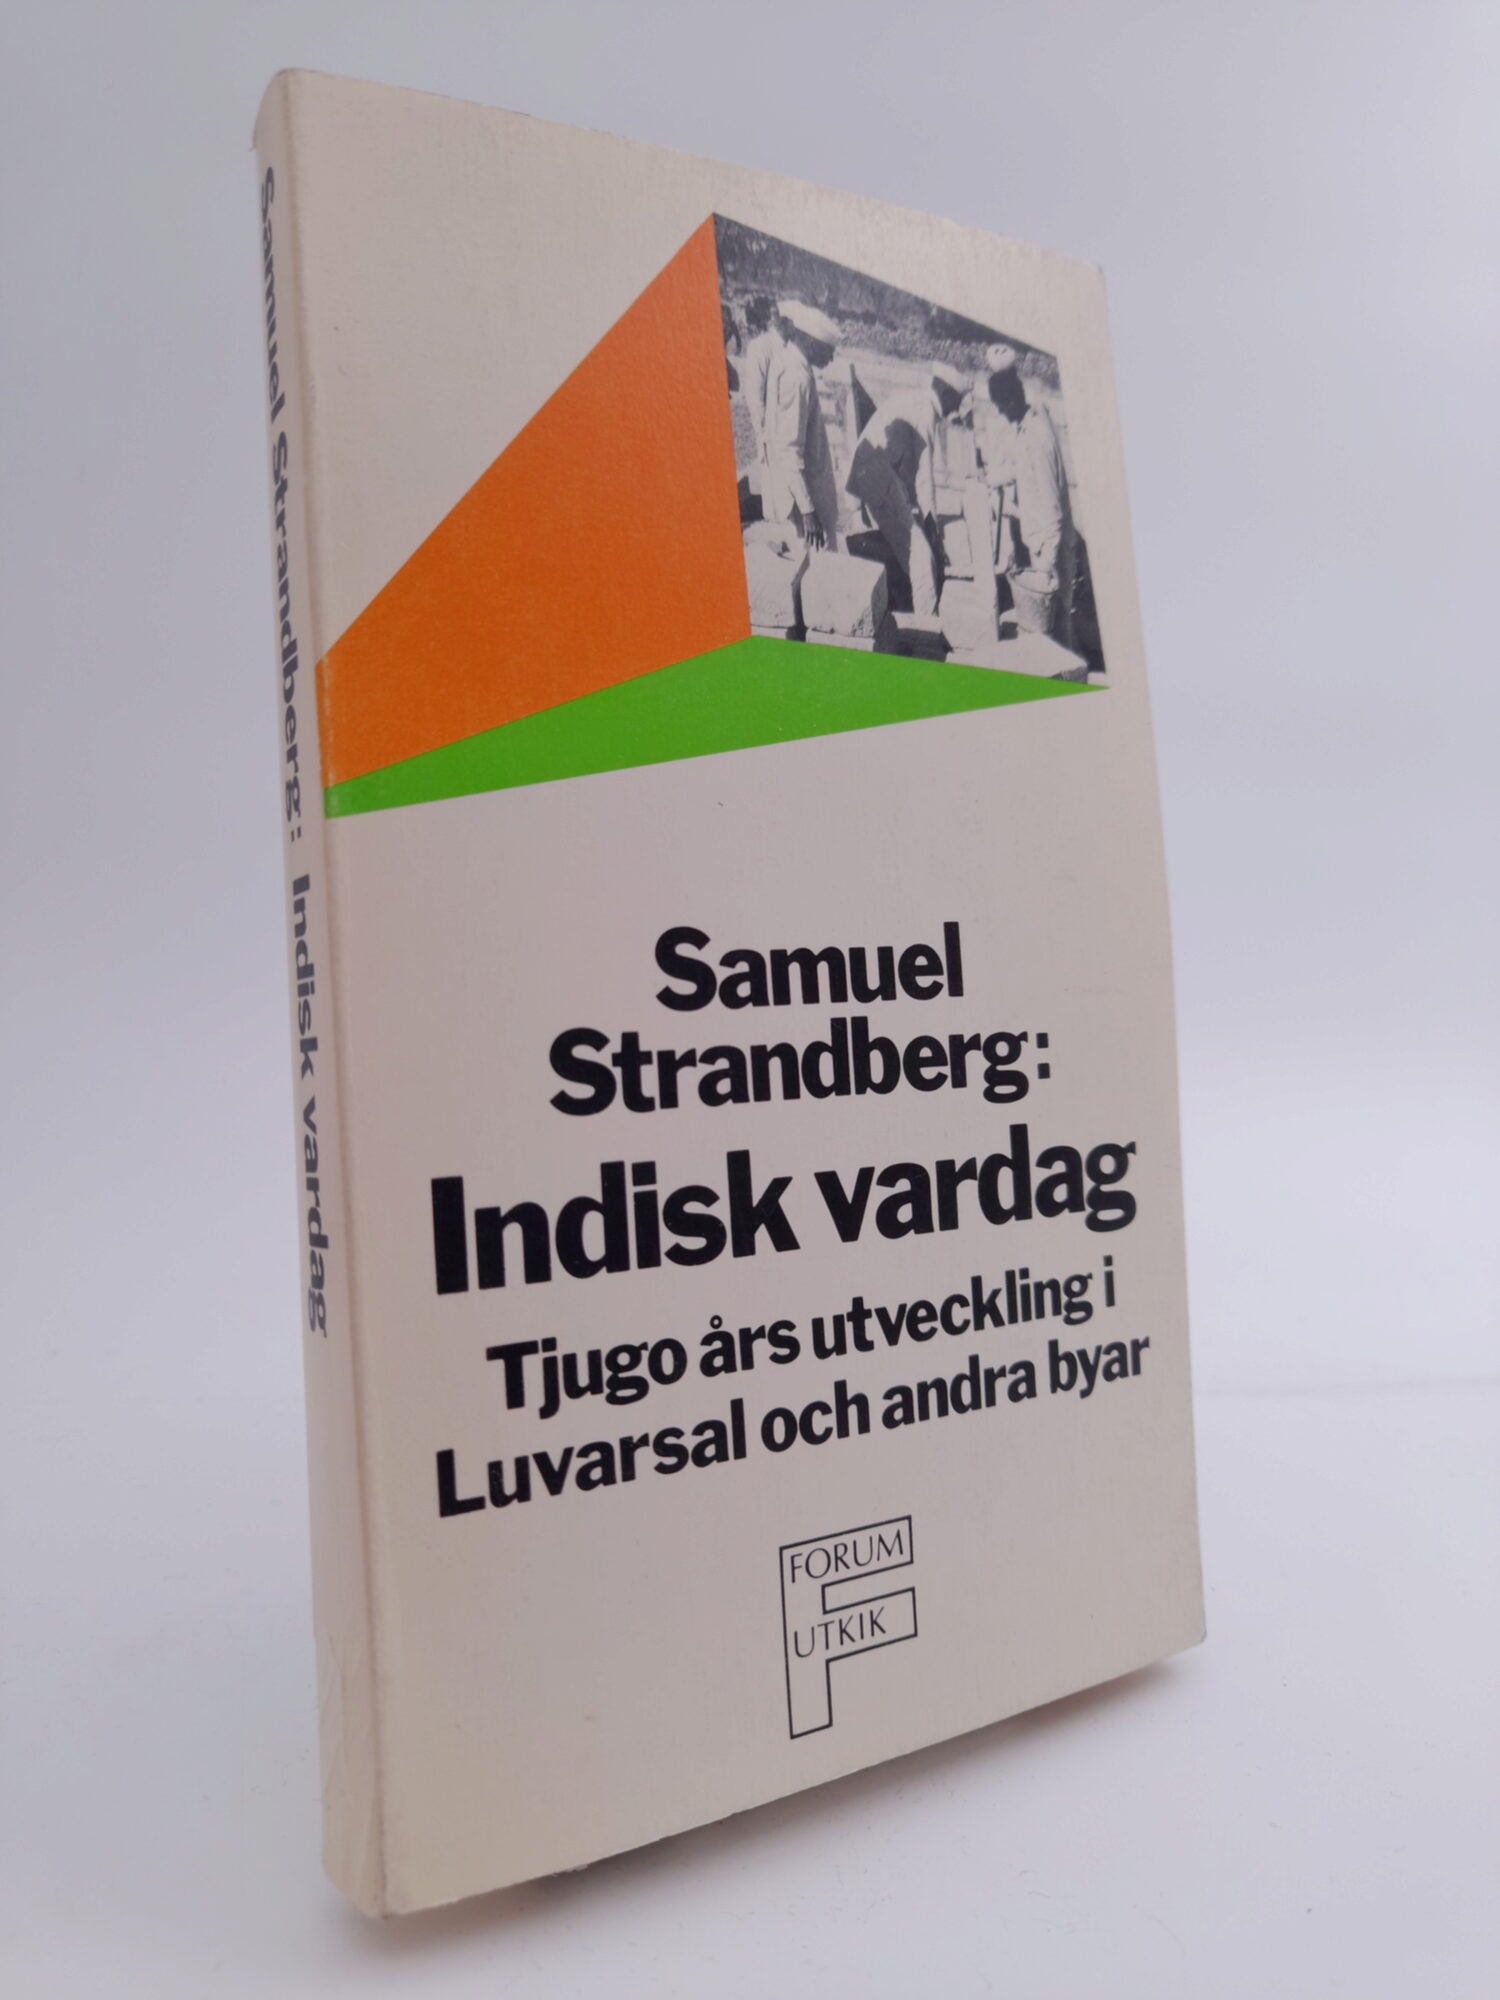 Samuel Strandberg: Indisk vardag
Samuel
Strandberg:
Indisk vardag
Tjugo års utveckling i
Luvarsal och andra byar
FORUM
UTKIK